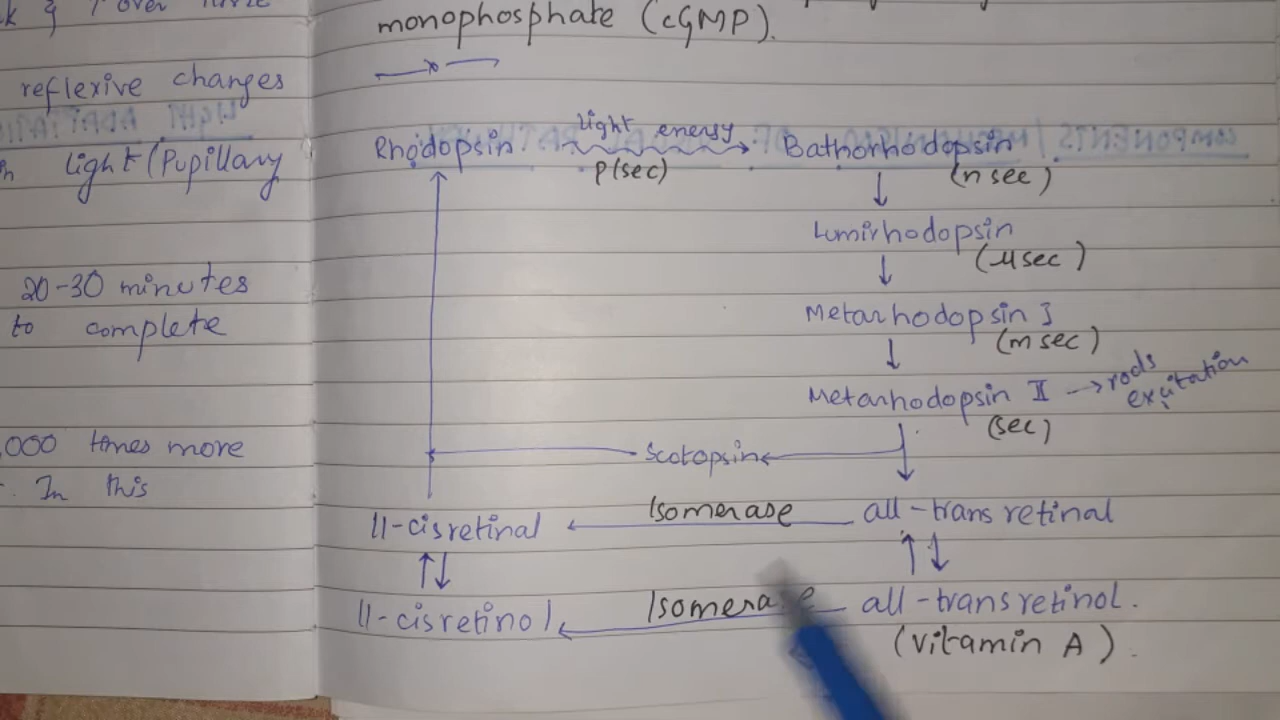 reflexive changes
light (Pupillary
20-30 minutes
to complete
,000 times more
In this
monophosphate (cGMP).
Rhodopsin light energy Bathorhodopsin
p(sec) (n sec)
Lumirhodopsin
(μsec)
Metarhodopsin I
(m sec)
Metarhodopsin II → rods excitation
(sec)
Scotopsin
11-cisretinal Isomerase all-trans retinal
11-cisretinol Isomerase all-transretinol.
(Vitamin A).